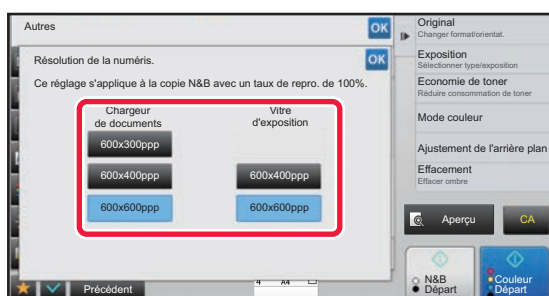 Autres
OK
Résolution de la numéris.
OK
Ce réglage s'applique à la copie N&B avec un taux de repro. de 100%.
Chargeur
de documents
Vitre
d'exposition
600x300ppp
600x400ppp
600x400ppp
600x600ppp
600x600ppp
Précédent
A4
Original
Changer format/orientat.
Exposition
Sélectionner type/exposition
Economie de toner
Réduire consommation de toner
Mode couleur
Ajustement de l'arrière plan
Effacement
Effacer ombre
Aperçu
CA
N&B
Départ
Couleur
Départ